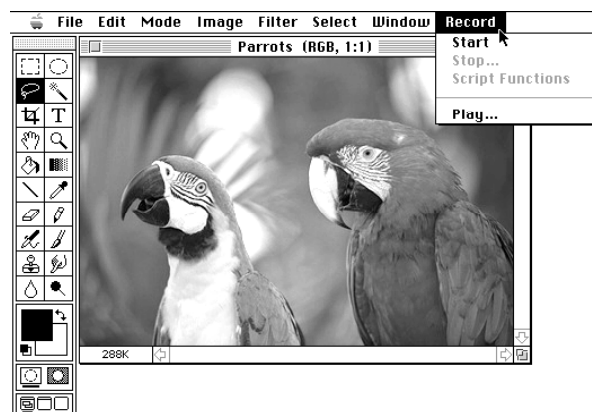 File Edit Mode Image Filter Select Window Record
Parrots (RGB, 1:1)
Start
Stop...
Script Functions
Play...
T
288K